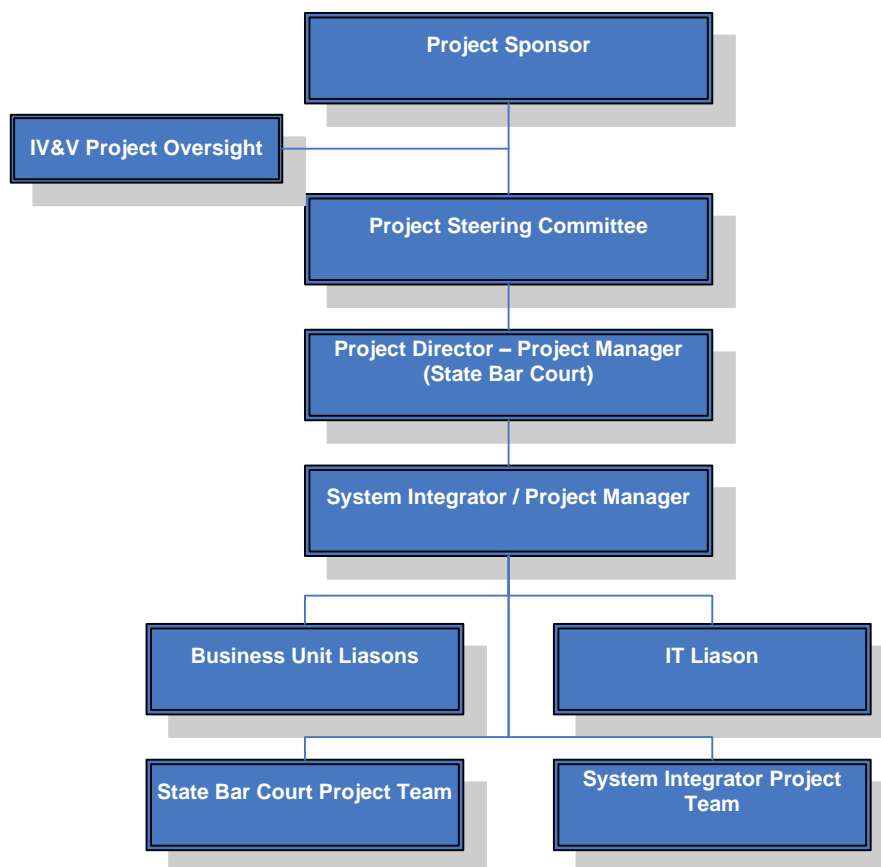 Project Sponsor
IV&V Project Oversight
Project Steering Committee
Project Director – Project Manager
(State Bar Court)
System Integrator / Project Manager
Business Unit Liasons
IT Liason
State Bar Court Project Team
System Integrator Project
Team